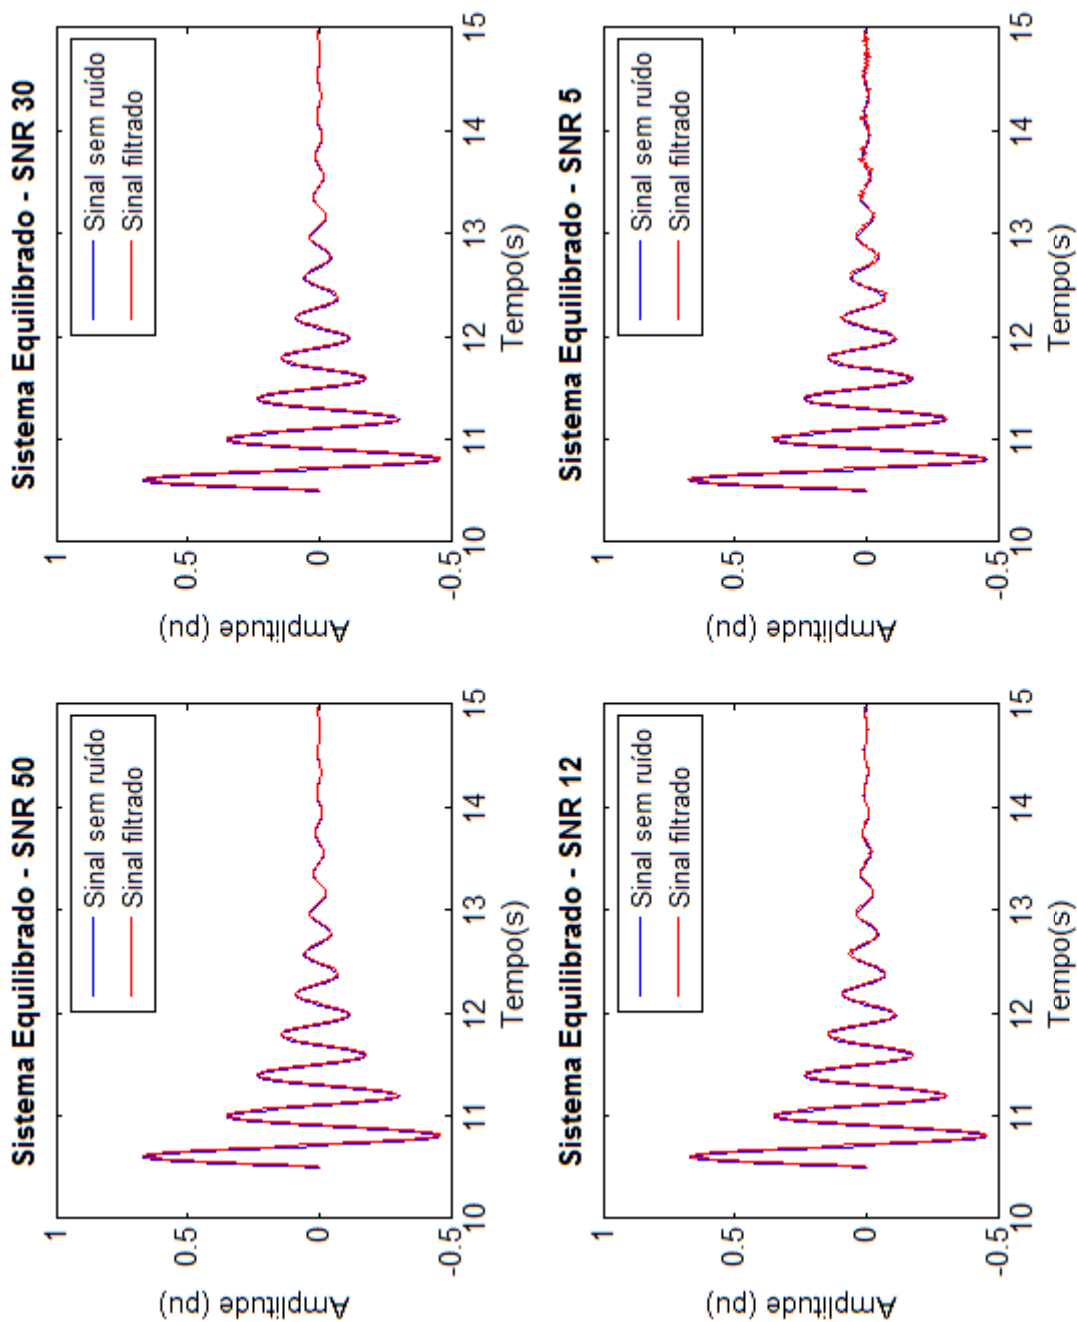 Sistema Equilibrado - SNR 50
Amplitude (pu)
1
0.5
0
-0.5
10
11
12
13
14
15
Tempo(s)
Sinal sem ruído
Sinal filtrado
Sistema Equilibrado - SNR 30
Amplitude (pu)
1
0.5
0
-0.5
10
11
12
13
14
15
Tempo(s)
Sinal sem ruído
Sinal filtrado
Sistema Equilibrado - SNR 12
Amplitude (pu)
1
0.5
0
-0.5
10
11
12
13
14
15
Tempo(s)
Sinal sem ruído
Sinal filtrado
Sistema Equilibrado - SNR 5
Amplitude (pu)
1
0.5
0
-0.5
10
11
12
13
14
15
Tempo(s)
Sinal sem ruído
Sinal filtrado